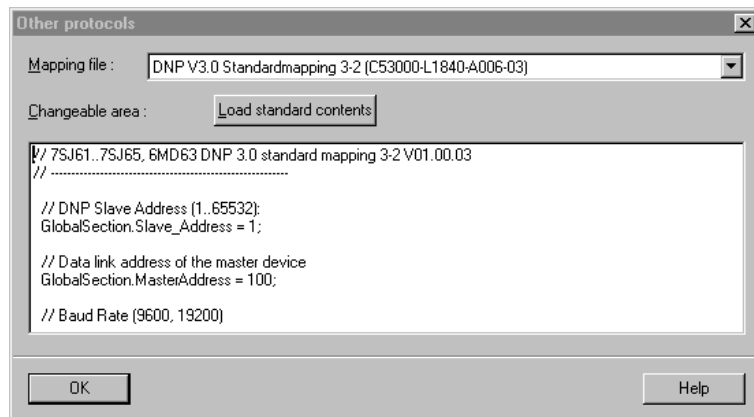 Other protocols
Mapping file :
DNP V3.0 Standardmapping 3-2 (C53000-L1840-A006-03)
Changeable area :
Load standard contents
// 7SJ61..7SJ65, 6MD63 DNP 3.0 standard mapping 3-2 V01.00.03
// ---------------------------------------------------------
// DNP Slave Address (1..65532):
GlobalSection.Slave_Address = 1;
// Data link address of the master device
GlobalSection.MasterAddress = 100;
// Baud Rate (9600, 19200)
OK
Help